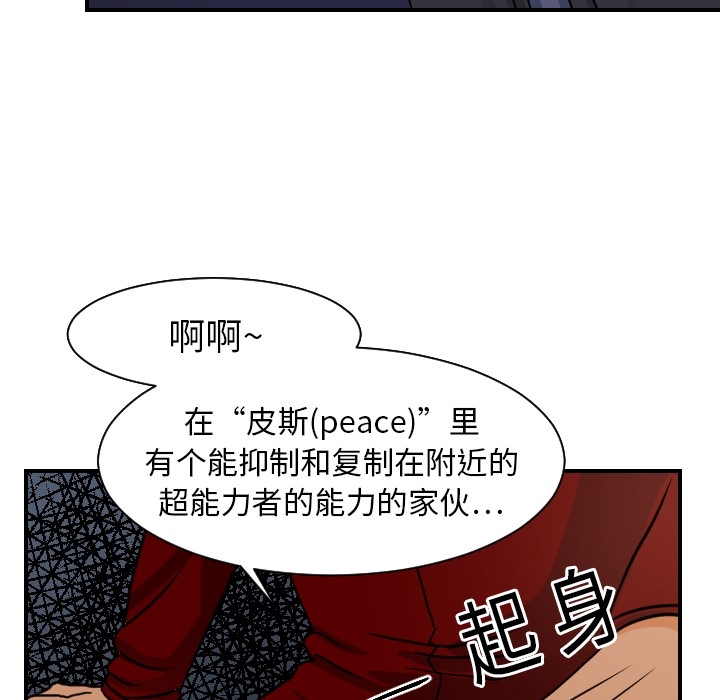 啊啊~
在“皮斯(peace)”里
有个能抑制和复制在附近的
超能力者的能力的家伙...
起身